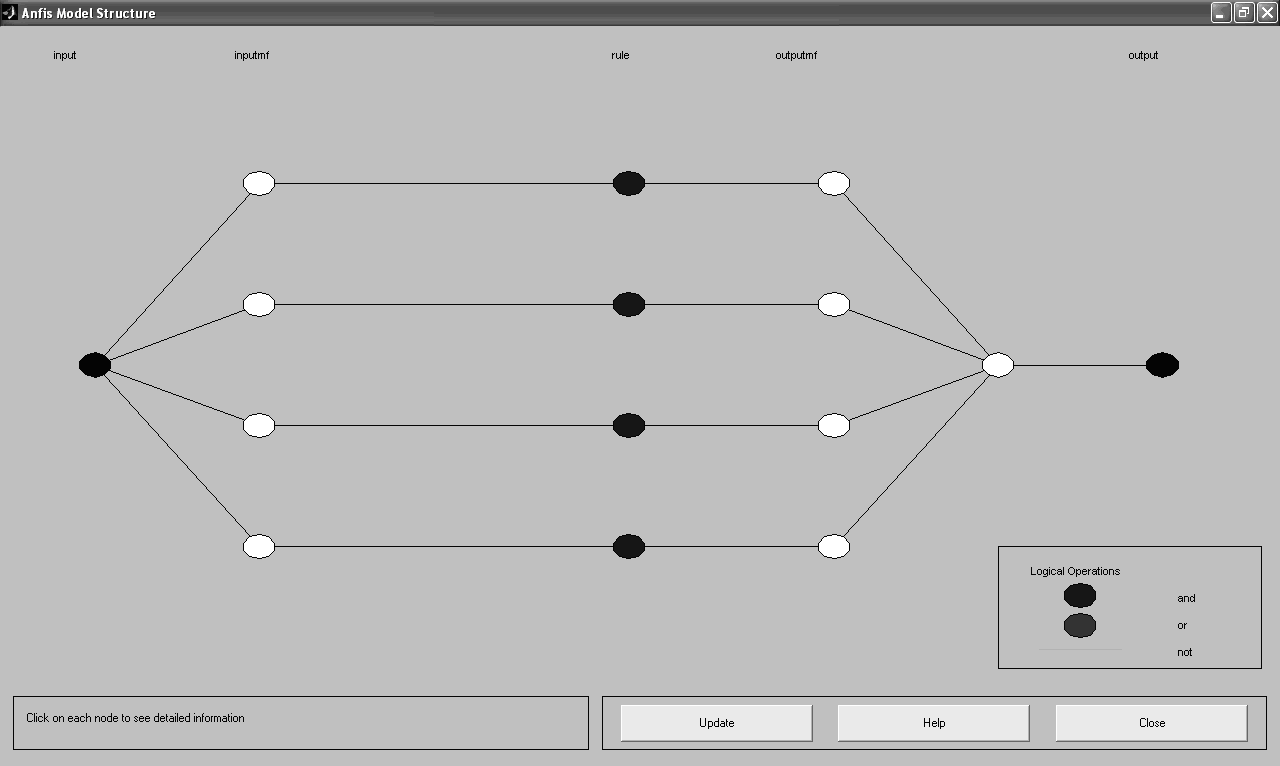 Anfis Model Structure
input inputmf rule outputmf output
Logical Operations
and
or
not
Click on each node to see detailed information
Update Help Close